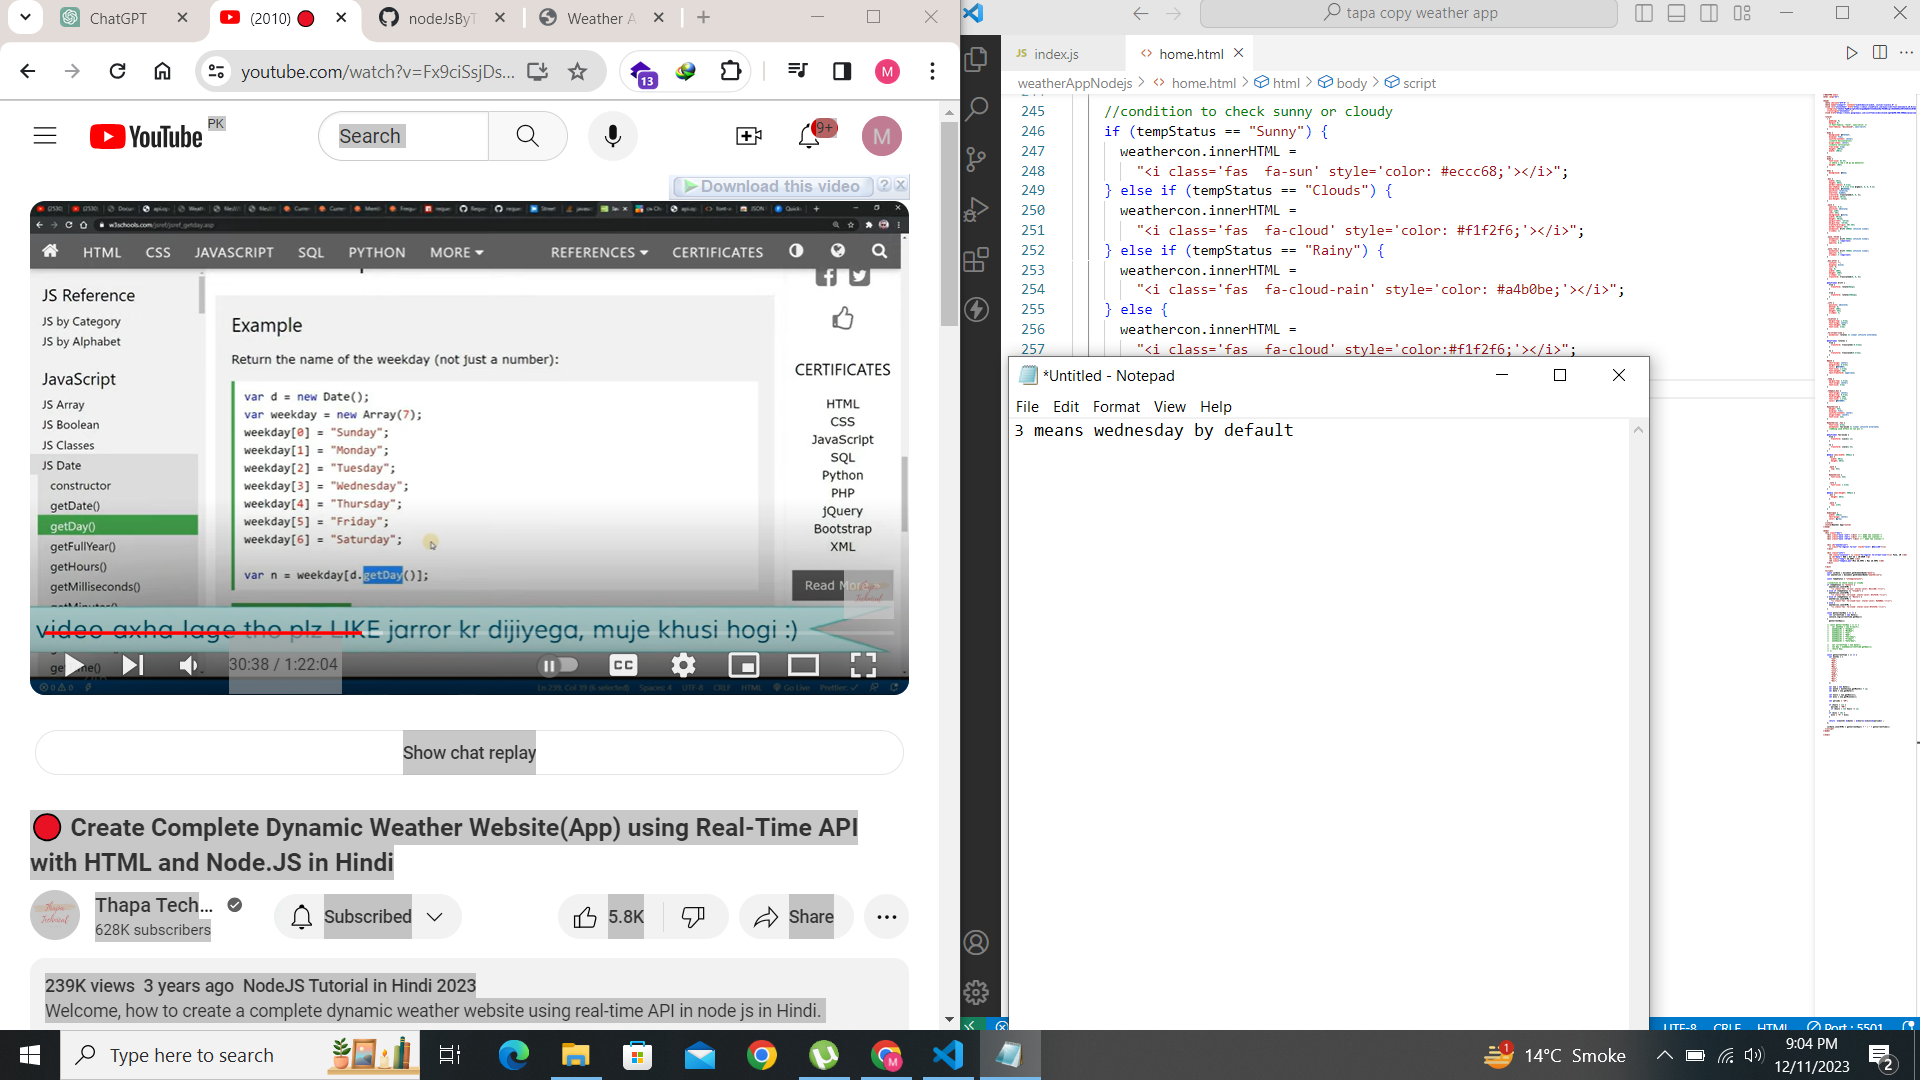 ChatGPT
(2010)
nodeJsByT
Weather A
youtube.com/watch?v=Fx9ciSsjDs...
13
M
YouTube PK
Search
9+
M
Download this video
w3schools.com/jsref/jsref_getday.asp
HTML CSS JAVASCRIPT SQL PYTHON MORE REFERENCES CERTIFICATES
JS Reference
JS by Category
JS by Alphabet
JavaScript
JS Array
JS Boolean
JS Classes
JS Date
constructor
getDate()
getDay()
getFullYear()
getHours()
getMilliseconds()
Example
Return the name of the weekday (not just a number):
var d = new Date();
var weekday = new Array(7);
weekday[0] = "Sunday";
weekday[1] = "Monday";
weekday[2] = "Tuesday";
weekday[3] = "Wednesday";
weekday[4] = "Thursday";
weekday[5] = "Friday";
weekday[6] = "Saturday";
var n = weekday[d.getDay()];
CERTIFICATES
HTML
CSS
JavaScript
SQL
Python
PHP
jQuery
Bootstrap
XML
Read More »
video axha lage tho plz LIKE jarror kr dijiyega, muje khusi hogi :)
30:38 / 1:22:04
CC
Show chat replay
Create Complete Dynamic Weather Website(App) using Real-Time API
with HTML and Node.JS in Hindi
Thapa Tech...
628K subscribers
Subscribed
5.8K
Share
239K views 3 years ago NodeJS Tutorial in Hindi 2023
Welcome, how to create a complete dynamic weather website using real-time API in node js in Hindi.
tapa copy weather app
JS index.js
home.html
weatherAppNodejs > home.html > html > body > script
245 //condition to check sunny or cloudy
246 if (tempStatus == "Sunny") {
247 weathercon.innerHTML =
248 "<i class='fas  fa-sun' style='color: #eccc68;'></i>";
249 } else if (tempStatus == "Clouds") {
250 weathercon.innerHTML =
251 "<i class='fas  fa-cloud' style='color: #f1f2f6;'></i>";
252 } else if (tempStatus == "Rainy") {
253 weathercon.innerHTML =
254 "<i class='fas  fa-cloud-rain' style='color: #a4b0be;'></i>";
255 } else {
256 weathercon.innerHTML =
257 "<i class='fas  fa-cloud' style='color:#f1f2f6;'></i>";
*Untitled - Notepad
File Edit Format View Help
3 means wednesday by default
UTF-8 CRLF HTML Port : 5501
Type here to search
1
14°C Smoke
9:04 PM
12/11/2023
2